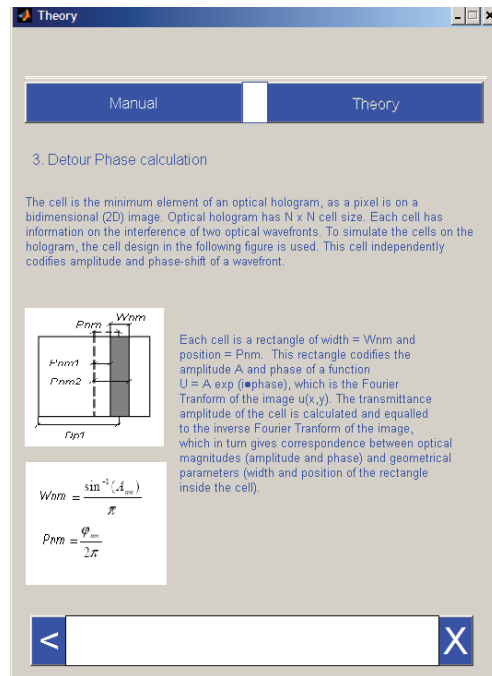 Theory
Manual
Theory
3. Detour Phase calculation
The cell is the minimum element of an optical hologram, as a pixel is on a
bidimensional (2D) image. Optical hologram has N x N cell size. Each cell has
information on the interference of two optical wavefronts. To simulate the cells on the
hologram, the cell design in the following figure is used. This cell independently
codifies amplitude and phase-shift of a wavefront.
Pnm
Wnm
Pnm1
Pnm2
Each cell is a rectangle of width = Wnm and
position = Pnm. This rectangle codifies the
amplitude A and phase of a function
U = A exp (i●phase), which is the Fourier
Tranform of the image u(x,y). The transmittance
amplitude of the cell is calculated and equalled
to the inverse Fourier Tranform of the image,
which in turn gives correspondence between optical
magnitudes (amplitude and phase) and geometrical
parameters (width and position of the rectangle
inside the cell).
Wnm = sin⁻¹(Aₙₘ) / π
Pnm = φₙₘ / 2π
< X